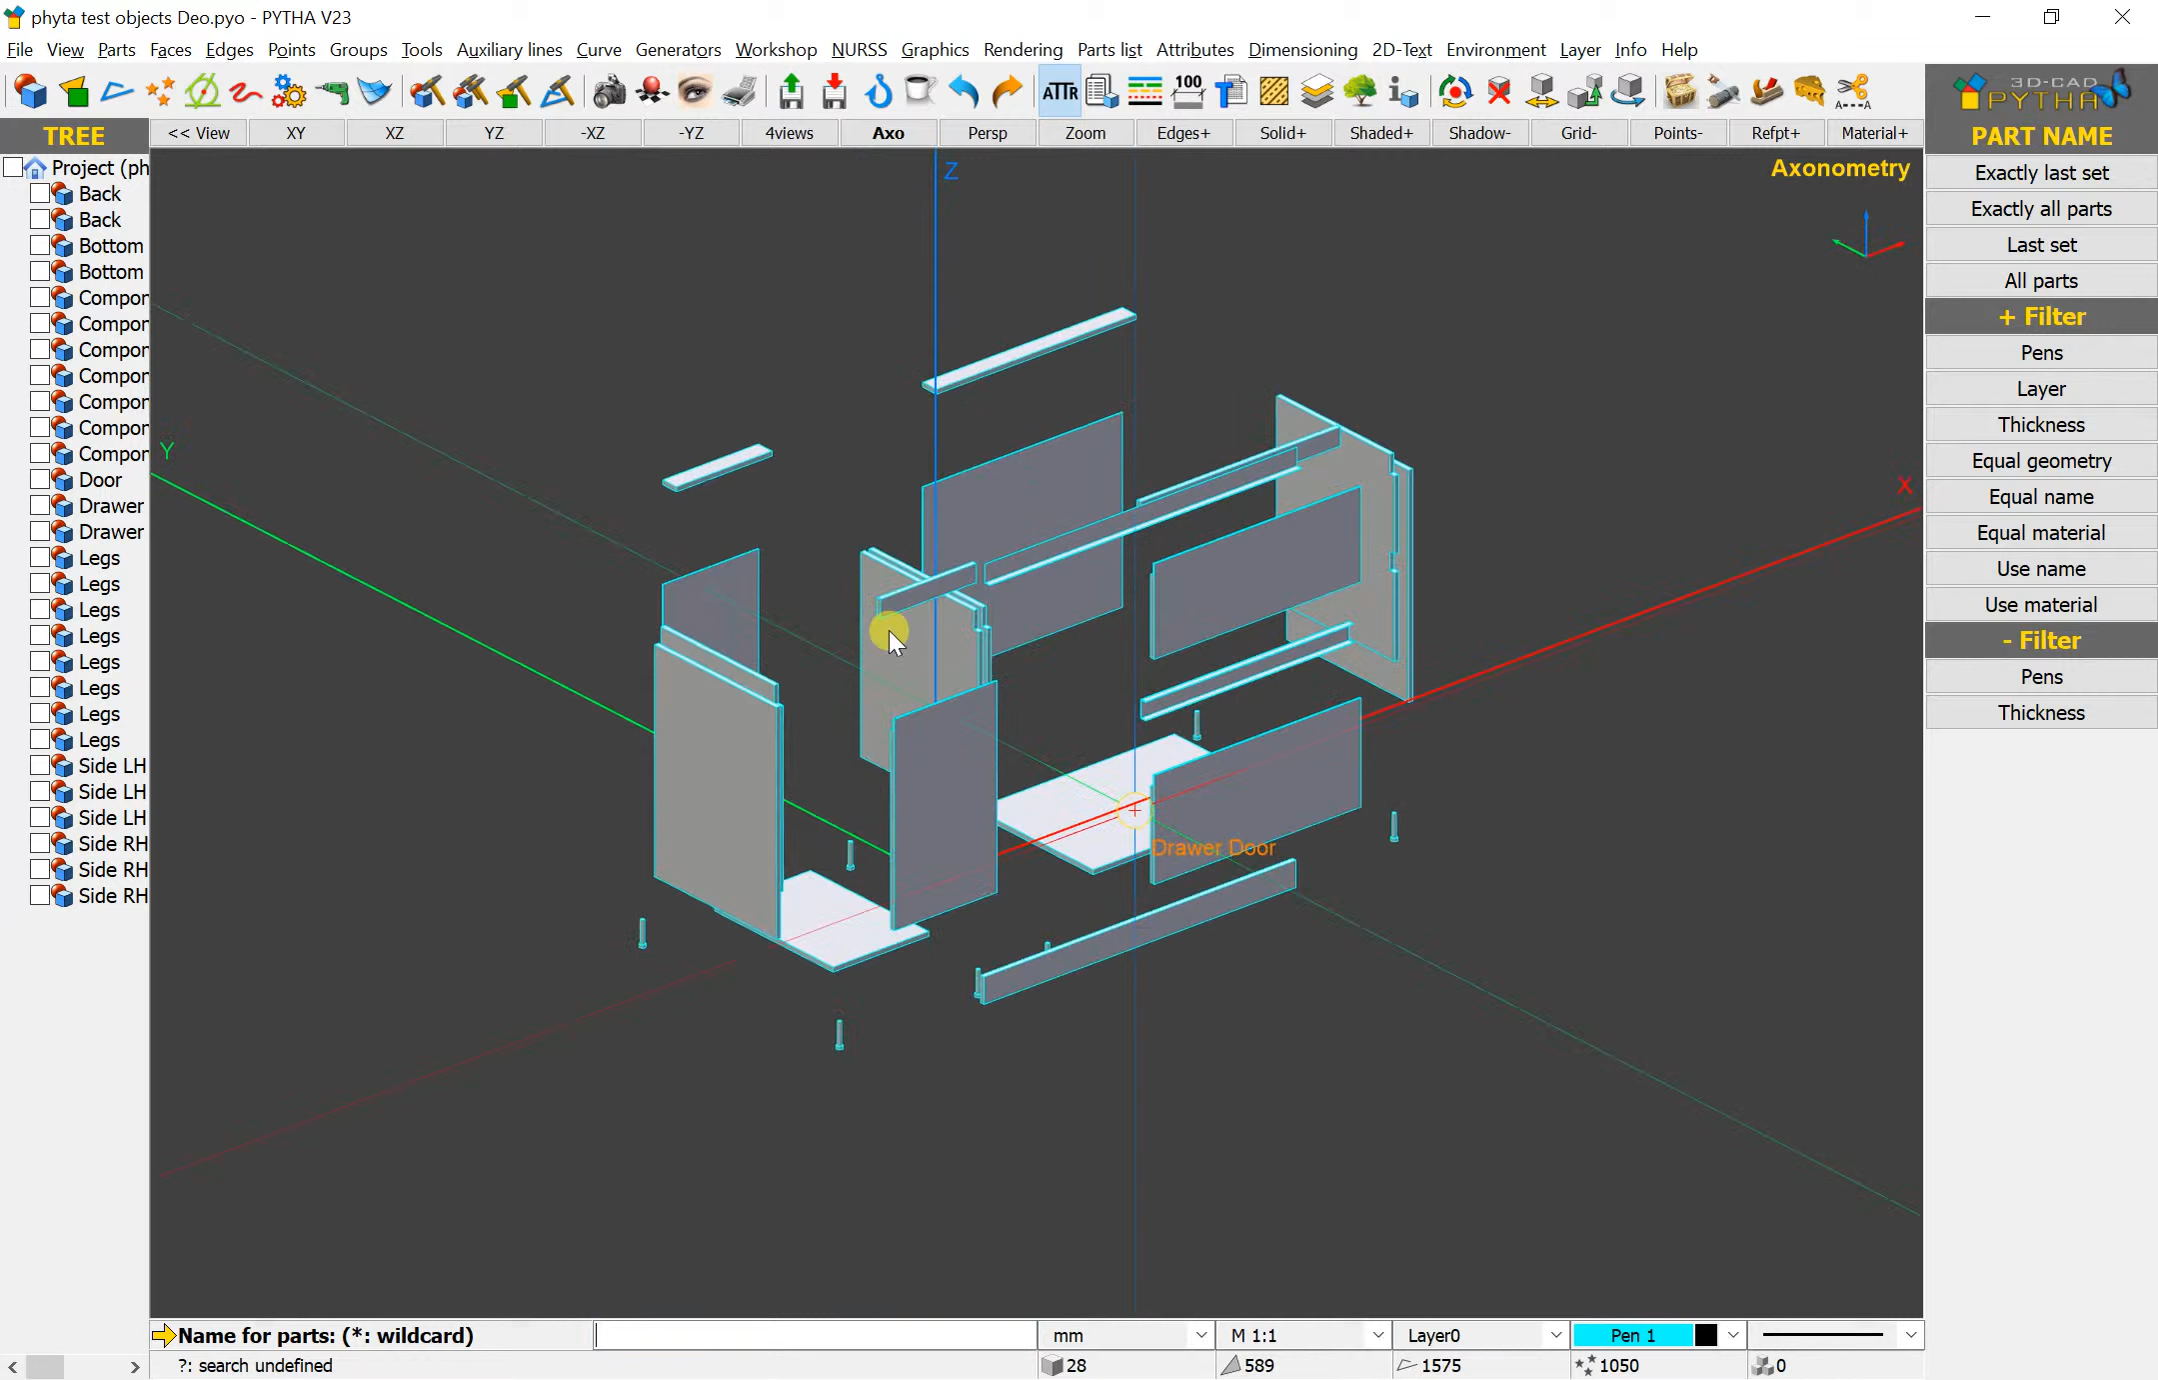 phyta test objects Deo.pyo - PYTHA V23
File View Parts Faces Edges Points Groups Tools Auxiliary lines Curve Generators Workshop NURSS Graphics Rendering Parts list Attributes Dimensioning 2D-Text Environment Layer Info Help
ATTR 100 A---A
3D-CAD
PYTHA
TREE << View XY XZ YZ -XZ -YZ 4views Axo Persp Zoom Edges+ Solid+ Shaded+ Shadow- Grid- Points- Refpt+ Material+ PART NAME
Project (ph
Back
Back
Bottom
Bottom
Compor
Compor
Compor
Compor
Compor
Compor
Compor
Door
Drawer
Drawer
Legs
Legs
Legs
Legs
Legs
Legs
Legs
Legs
Side LH
Side LH
Side LH
Side RH
Side RH
Side RH
Z
Axonometry
Y
X
Drawer Door
Exactly last set
Exactly all parts
Last set
All parts
+ Filter
Pens
Layer
Thickness
Equal geometry
Equal name
Equal material
Use name
Use material
- Filter
Pens
Thickness
Name for parts: (*: wildcard) mm M 1:1 Layer0 Pen 1
?: search undefined 28 589 1575 1050 0